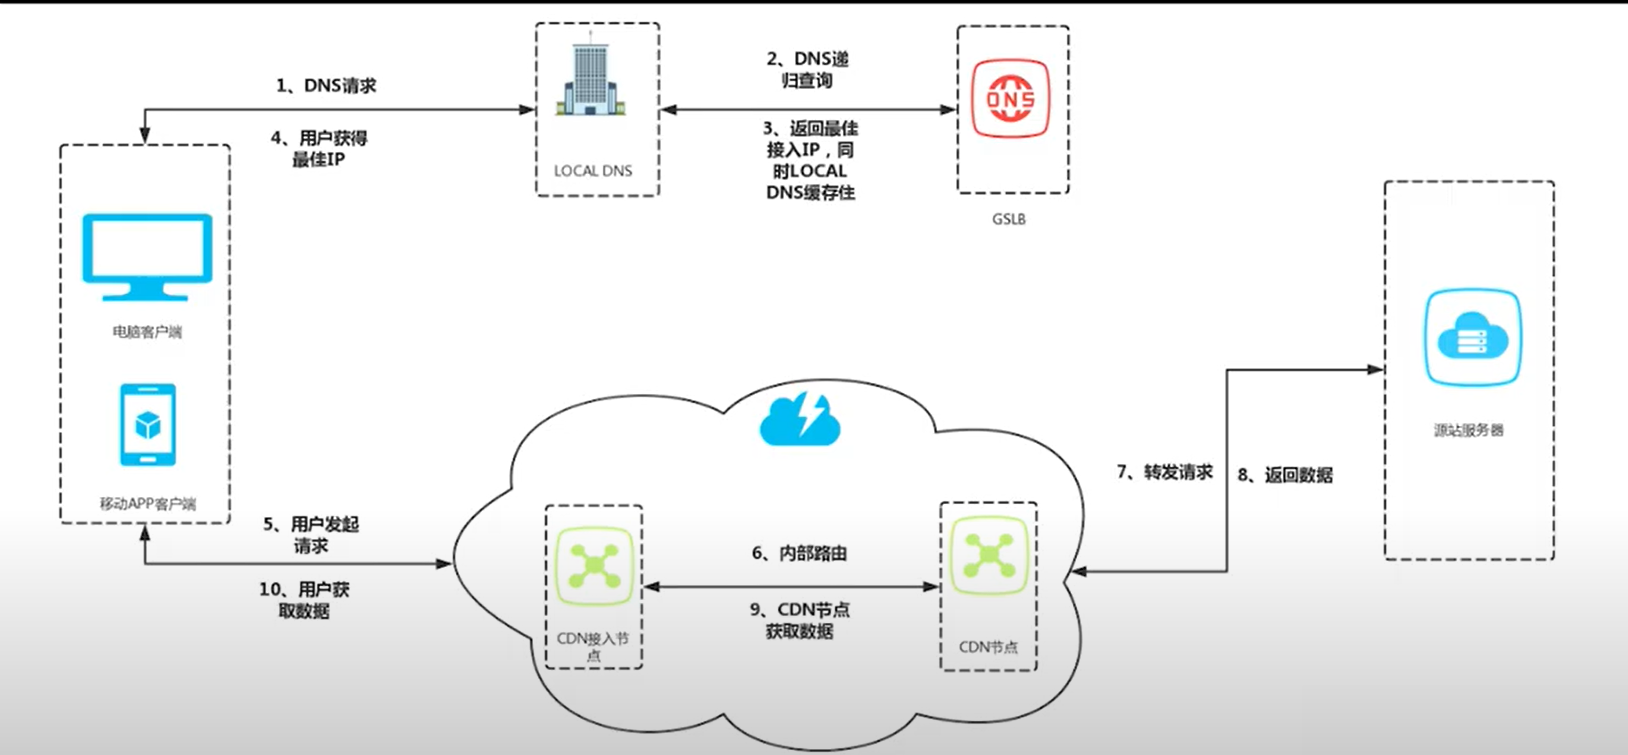 1、DNS请求
4、用户获得
最佳IP
LOCAL DNS
2、DNS递
归查询
3、返回最佳
接入IP，同
时LOCAL
DNS缓存住
DNS
GSLB
电脑客户端
移动APP客户端
源站服务器
7、转发请求
8、返回数据
5、用户发起
请求
10、用户获
取数据
6、内部路由
9、CDN节点
获取数据
CDN接入节
点
CDN节点